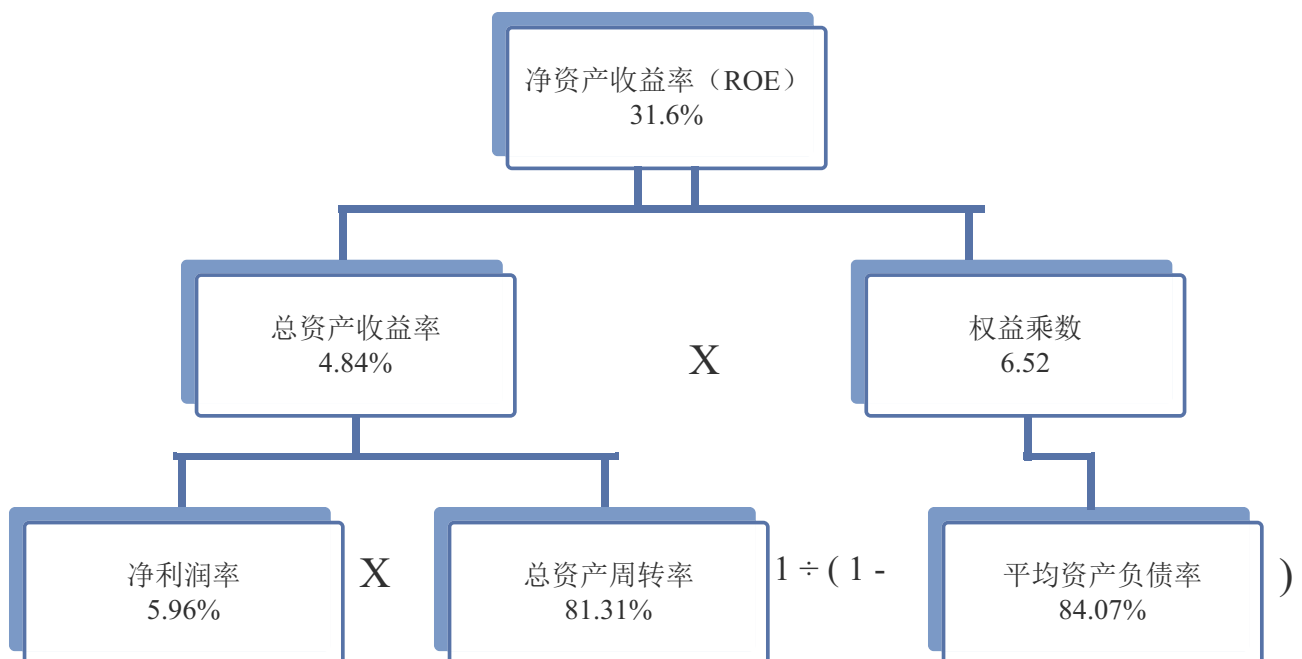 净资产收益率（ROE）
31.6%
总资产收益率
4.84%
X
权益乘数
6.52
净利润率
5.96%
X
总资产周转率
81.31%
1 ÷ ( 1 -
平均资产负债率
84.07%
)